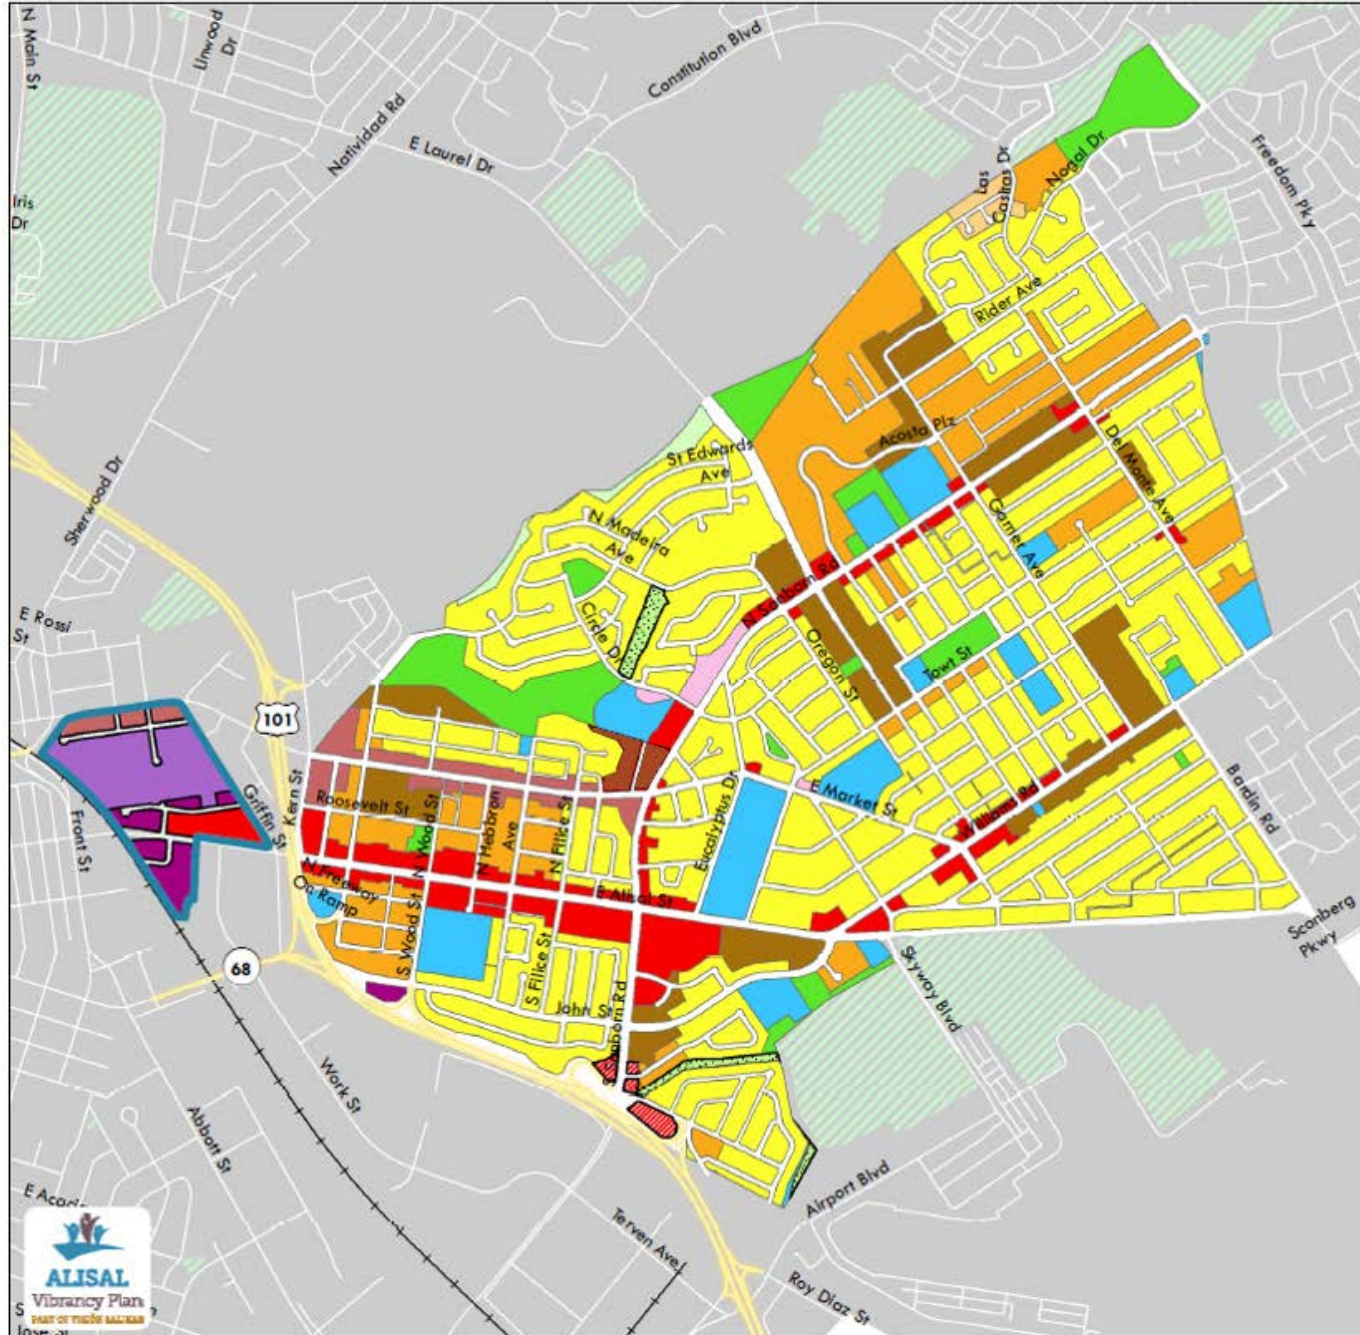 N Main St
Linwood
Dr
Constitution Blvd
Natividad Rd
E Laurel Dr
Iris
Dr
Freedom Pky
Las
Casitas Dr
Nogal Dr
Rider Ave
Acosta Plz
St Edwards
Ave
Del Monte Ave
Sherwood Dr
N Madeira
Ave
Garner Ave
N Sanborn Rd
Circle Dr
Oregon St
Towt St
E Rossi
St
101
Kern St
Griffin St
Front St
Roosevelt St
N Wood St
N Hebbron
Ave
N Filice St
Eucalyptus Dr
E Market St
Williams Rd
Bardin Rd
N Freeway
On Ramp
E Alisal St
S Wood St
S Filice St
Sconberg
Pkwy
68
John St
Skyway Blvd
Work St
Abbott St
Airport Blvd
Terven Ave
Roy Diaz St
ALISAL
Vibrancy Plan